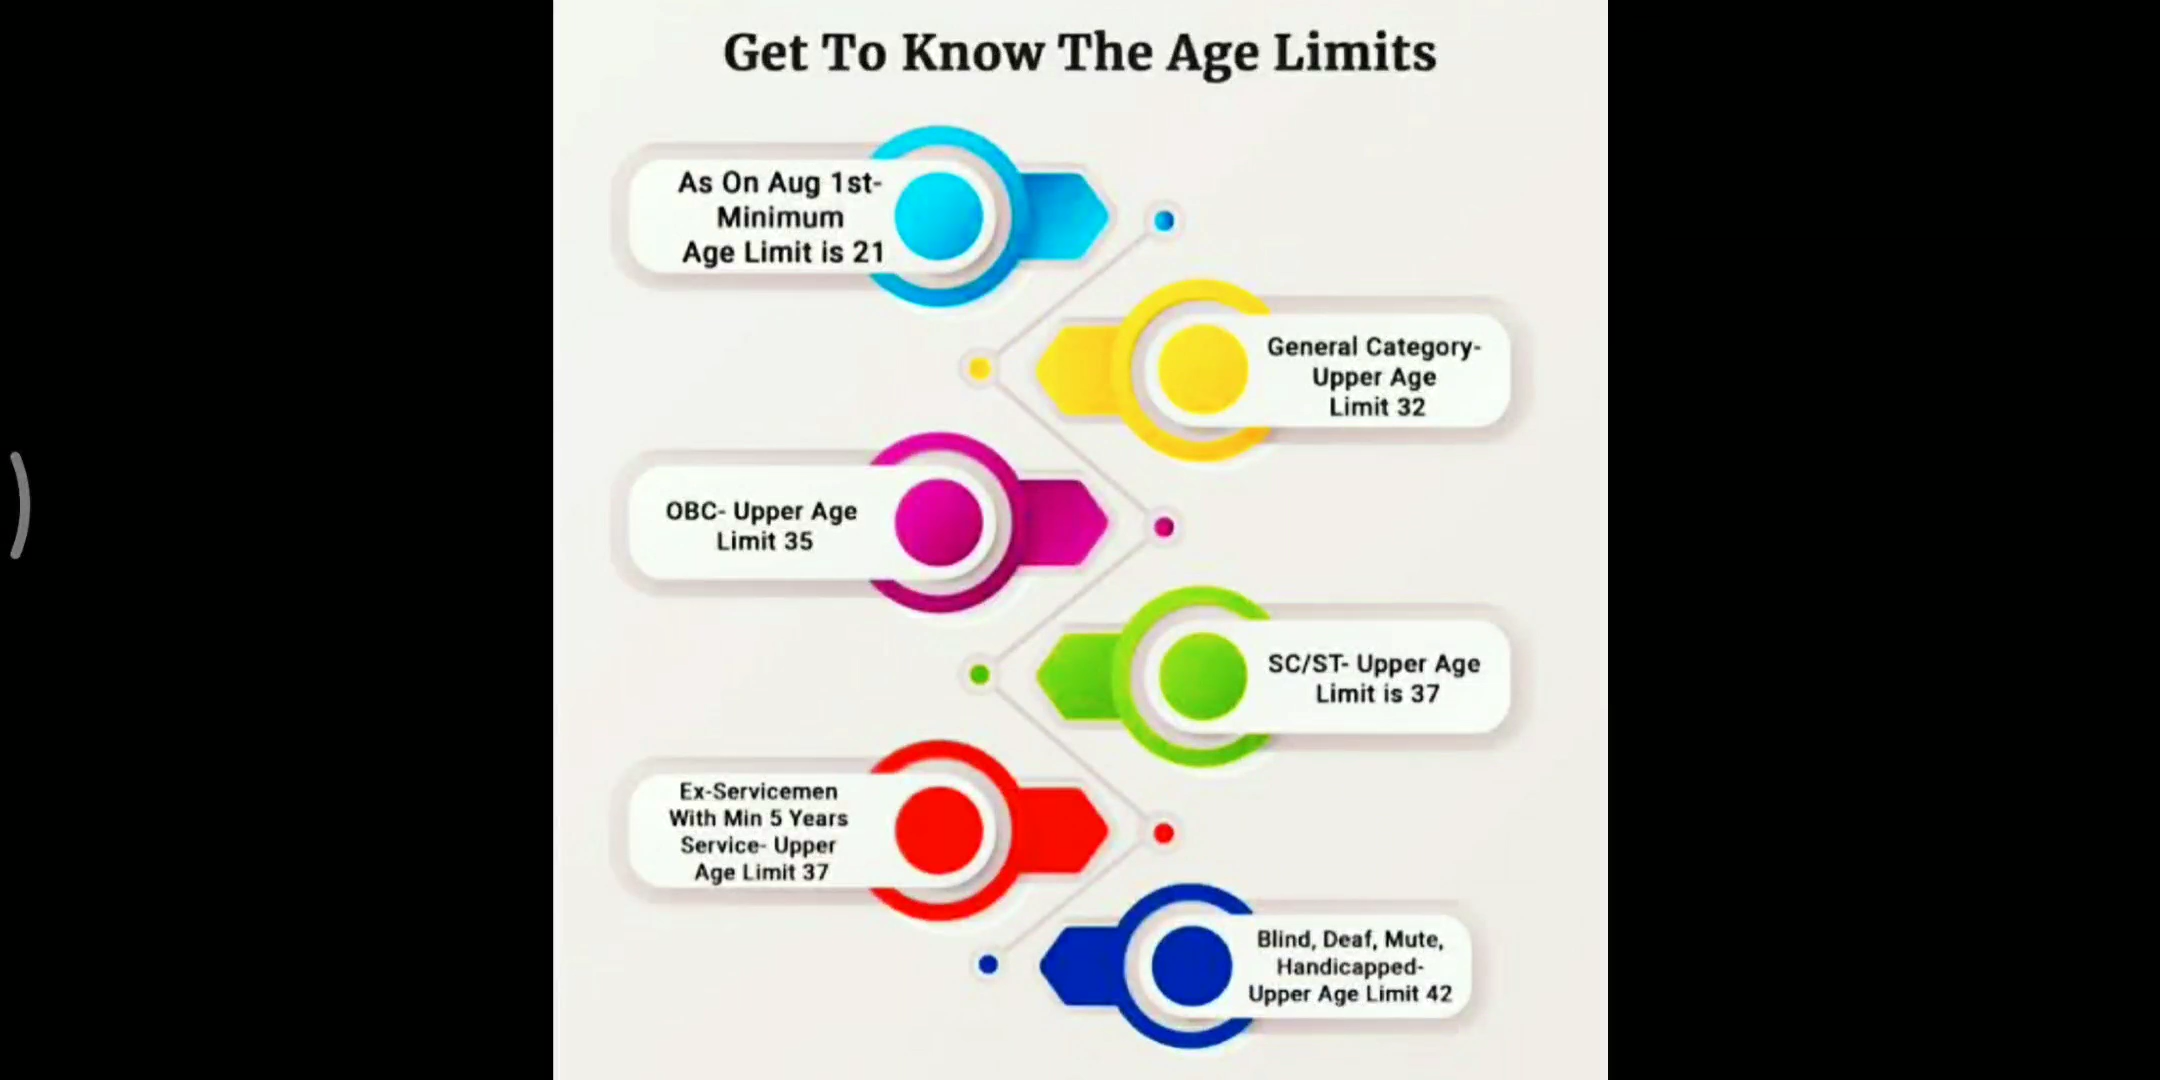 Get To Know The Age Limits
As On Aug 1st-
Minimum
Age Limit is 21
General Category-
Upper Age
Limit 32
OBC- Upper Age
Limit 35
SC/ST- Upper Age
Limit is 37
Ex-Servicemen
With Min 5 Years
Service- Upper
Age Limit 37
Blind, Deaf, Mute,
Handicapped-
Upper Age Limit 42